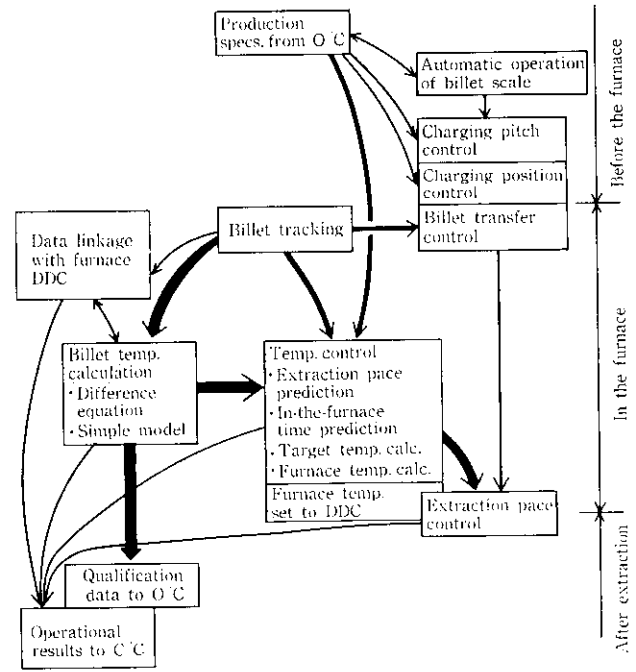 Production
specs. from O℃
Automatic operation
of billet scale
Charging pitch
control
Charging position
control
Billet transfer
control
Billet tracking
Data linkage
with furnace
DDC
Billet temp.
calculation
· Difference
equation
· Simple model
Temp. control
· Extraction pace
prediction
· In-the-furnace
time prediction
· Target temp. calc.
· Furnace temp. calc.
Furnace temp.
set to DDC
Extraction pace
control
Qualification
data to O℃
Operational
results to C℃
Before the furnace
In the furnace
After extraction